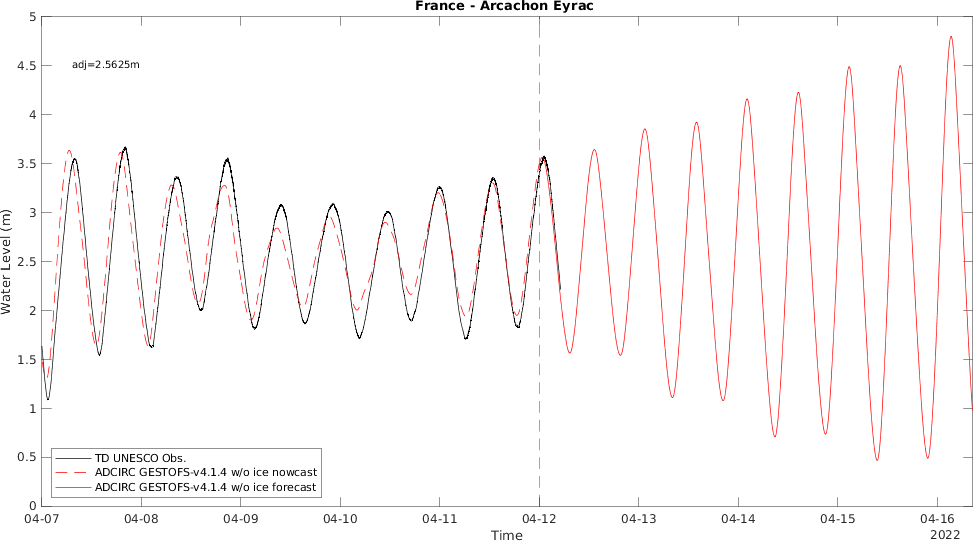 France - Arcachon Eyrac
5
4.5
adj=2.5625m
4
3.5
3
2.5
2
1.5
1
0.5
0
Water Level (m)
TD UNESCO Obs.
ADCIRC GESTOFS-v4.1.4 w/o ice nowcast
ADCIRC GESTOFS-v4.1.4 w/o ice forecast
04-07 04-08 04-09 04-10 04-11 04-12 04-13 04-14 04-15 04-16
Time
2022